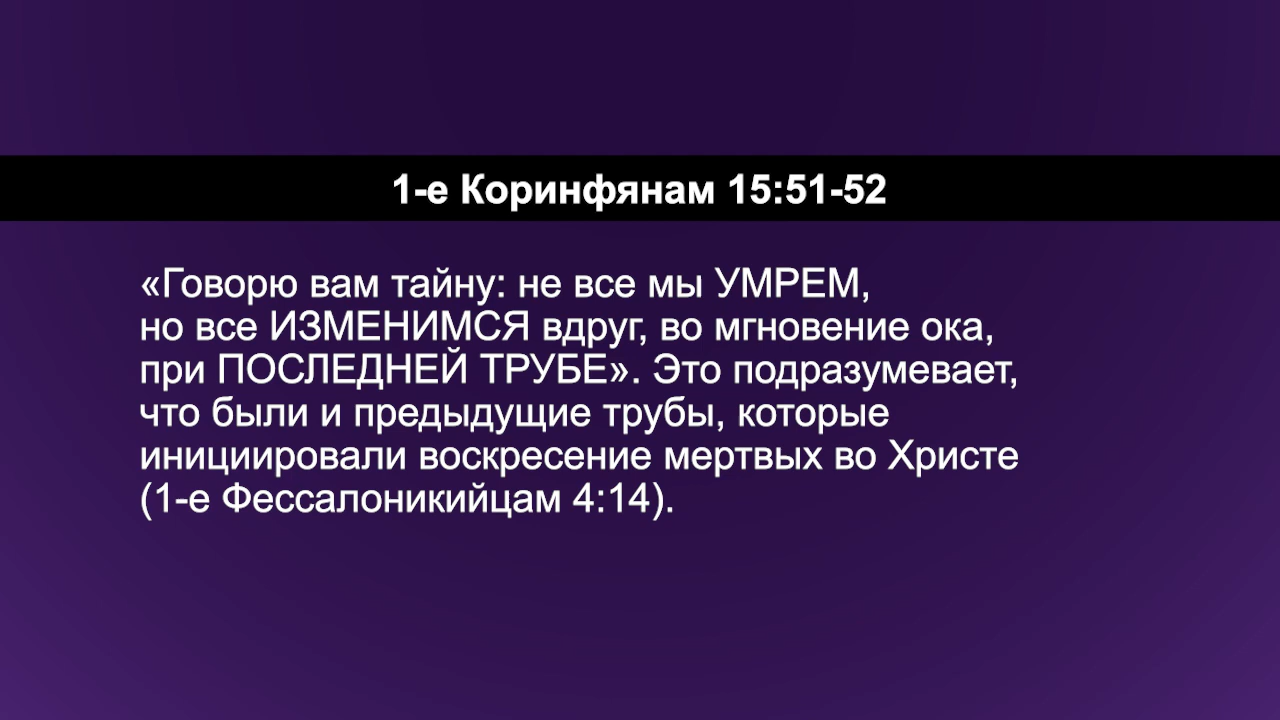 1-е Коринфянам 15:51-52
«Говорю вам тайну: не все мы УМРЕМ,
но все ИЗМЕНИМСЯ вдруг, во мгновение ока,
при ПОСЛЕДНЕЙ ТРУБЕ». Это подразумевает,
что были и предыдущие трубы, которые
инициировали воскресение мертвых во Христе
(1-е Фессалоникийцам 4:14).